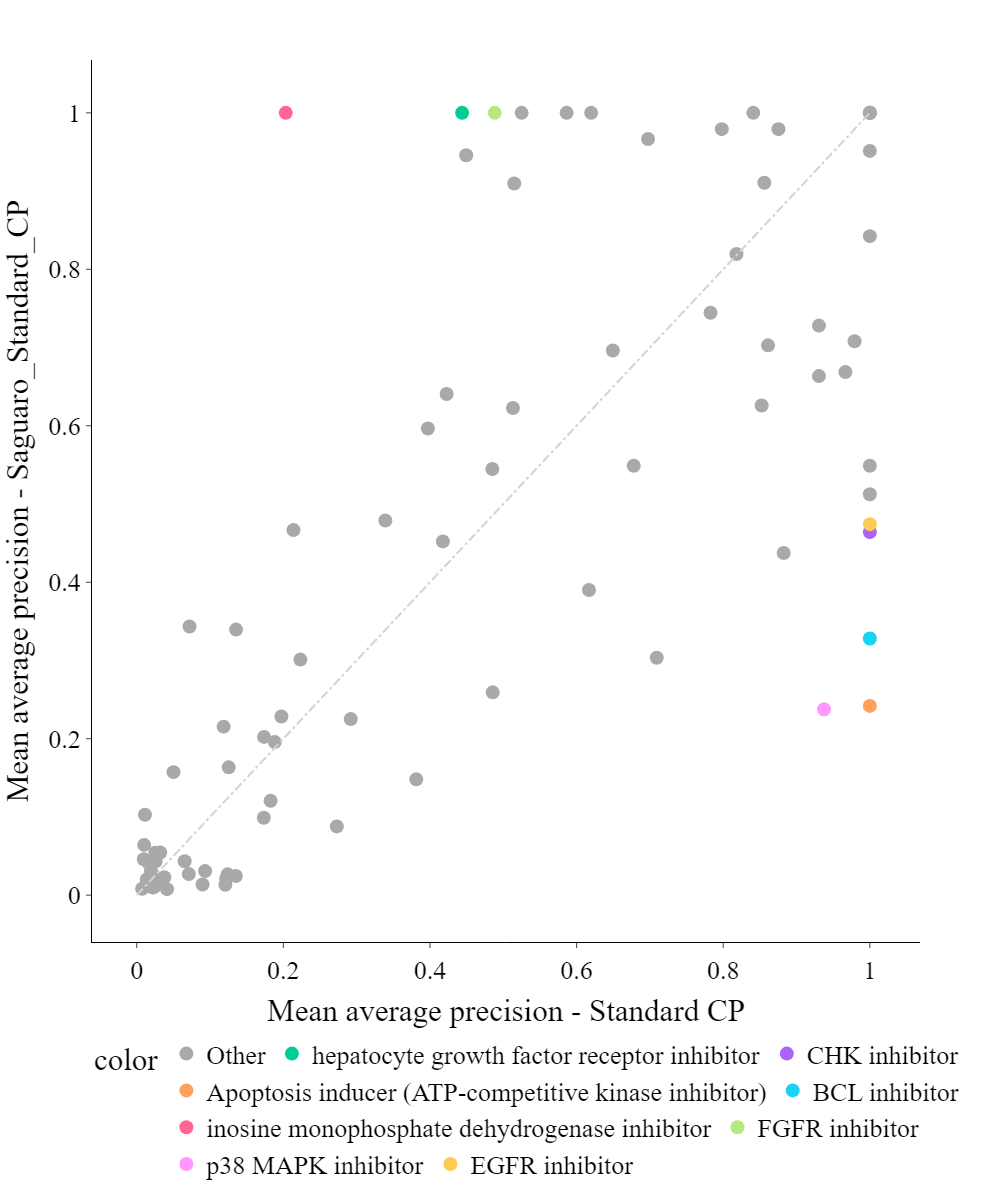 1
0.8
0.6
0.4
0.2
0
Mean average precision - Saguaro_Standard_CP
0 0.2 0.4 0.6 0.8 1
Mean average precision - Standard CP
color Other hepatocyte growth factor receptor inhibitor CHK inhibitor
Apoptosis inducer (ATP-competitive kinase inhibitor) BCL inhibitor
inosine monophosphate dehydrogenase inhibitor FGFR inhibitor
p38 MAPK inhibitor EGFR inhibitor